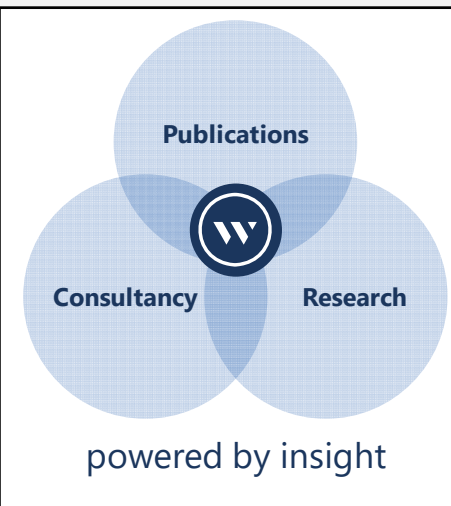 Publications
W
Consultancy
Research
powered by insight